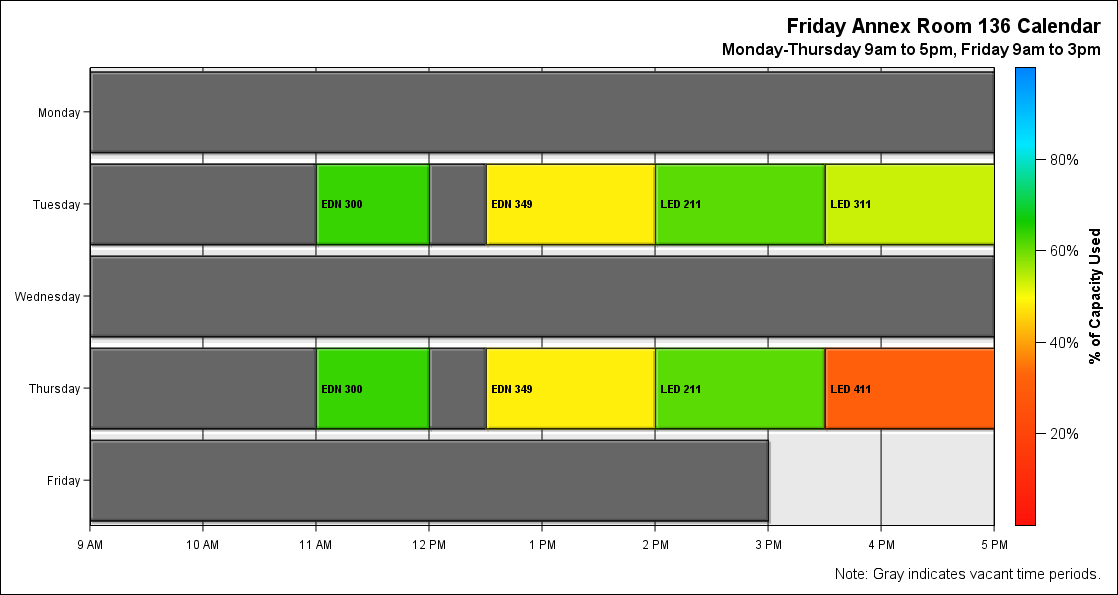 Friday Annex Room 136 Calendar
Monday-Thursday 9am to 5pm, Friday 9am to 3pm
Monday
Tuesday
EDN 300
EDN 349
LED 211
LED 311
Wednesday
Thursday
EDN 300
EDN 349
LED 211
LED 411
Friday
9 AM
10 AM
11 AM
12 PM
1 PM
2 PM
3 PM
4 PM
5 PM
80%
60%
40%
20%
% of Capacity Used
Note: Gray indicates vacant time periods.